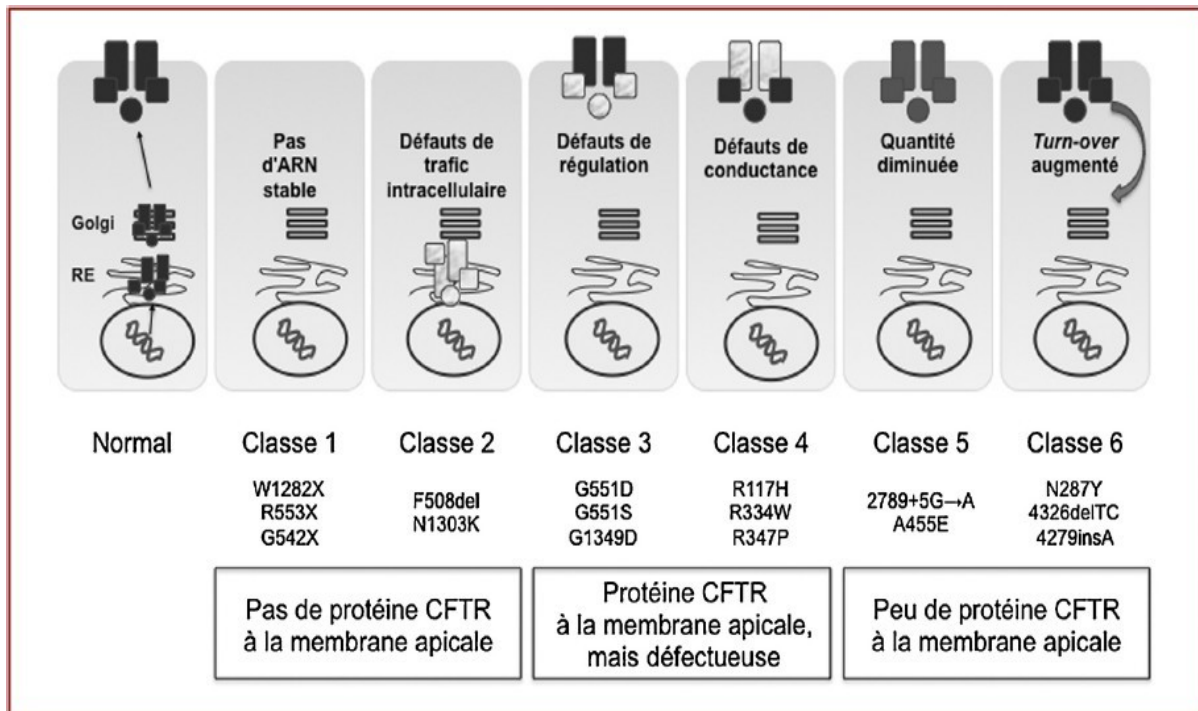 Pas
d'ARN
stable
Défauts de
trafic
intracellulaire
Défauts de
régulation
Défauts de
conductance
Quantité
diminuée
Turn-over
augmenté
Golgi
RE
Normal
Classe 1
Classe 2
Classe 3
Classe 4
Classe 5
Classe 6
W1282X
R553X
G542X
F508del
N1303K
G551D
G551S
G1349D
R117H
R334W
R347P
2789+5G→A
A455E
N287Y
4326delTC
4279insA
Pas de protéine CFTR
à la membrane apicale
Protéine CFTR
à la membrane apicale,
mais défectueuse
Peu de protéine CFTR
à la membrane apicale